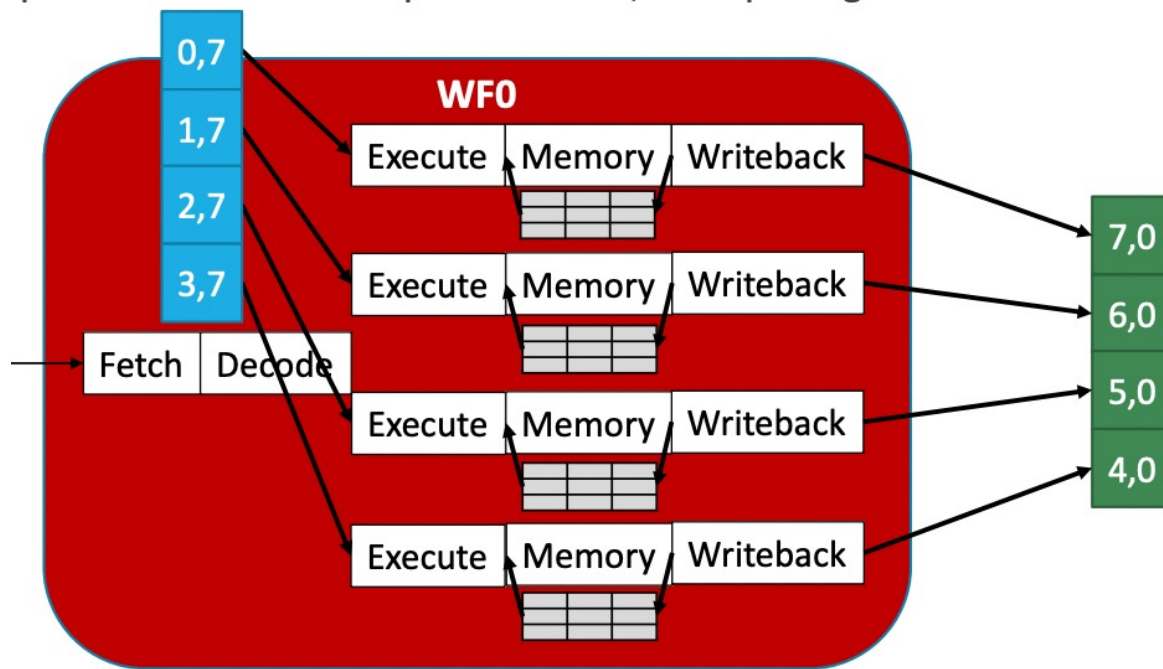 0,7
WF0
1,7
Execute Memory Writeback
2,7
7,0
3,7
Execute Memory Writeback
6,0
Fetch Decode
5,0
Execute Memory Writeback
4,0
Execute Memory Writeback